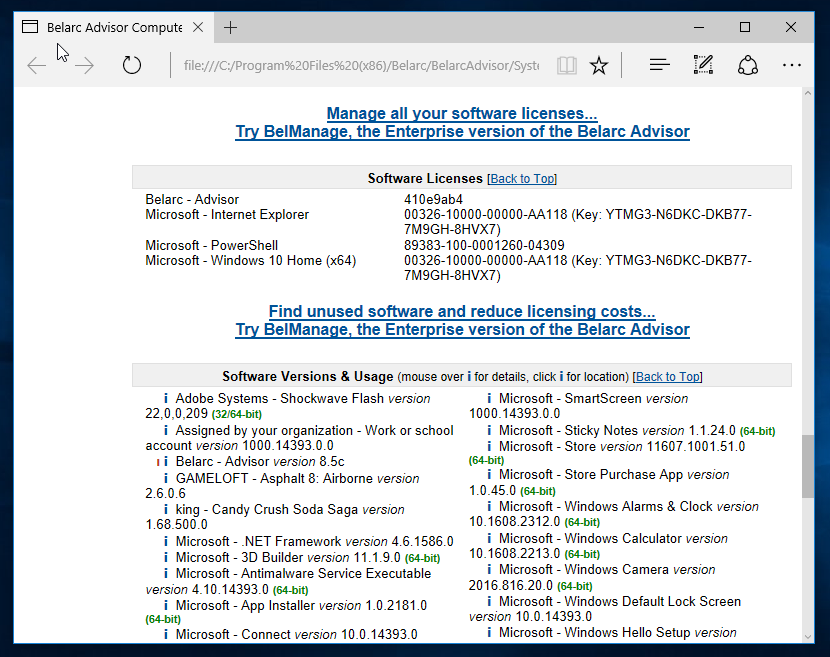 Belarc Advisor Compute
file:///C:/Program%20Files%20(x86)/Belarc/BelarcAdvisor/Syste
Manage all your software licenses...
Try BelManage, the Enterprise version of the Belarc Advisor
Software Licenses [Back to Top]
Belarc - Advisor 410e9ab4
Microsoft - Internet Explorer 00326-10000-00000-AA118 (Key: YTMG3-N6DKC-DKB77-
7M9GH-8HVX7)
Microsoft - PowerShell 89383-100-0001260-04309
Microsoft - Windows 10 Home (x64) 00326-10000-00000-AA118 (Key: YTMG3-N6DKC-DKB77-
7M9GH-8HVX7)
Find unused software and reduce licensing costs...
Try BelManage, the Enterprise version of the Belarc Advisor
Software Versions & Usage (mouse over i for details, click i for location) [Back to Top]
i Adobe Systems - Shockwave Flash version
22,0,0,209 (32/64-bit)
i Assigned by your organization - Work or school
account version 1000.14393.0.0
i i Belarc - Advisor version 8.5c
i GAMELOFT - Asphalt 8: Airborne version
2.6.0.6
i king - Candy Crush Soda Saga version
1.68.500.0
i Microsoft - .NET Framework version 4.6.1586.0
i Microsoft - 3D Builder version 11.1.9.0 (64-bit)
i Microsoft - Antimalware Service Executable
version 4.10.14393.0 (64-bit)
i Microsoft - App Installer version 1.0.2181.0
(64-bit)
i Microsoft - Connect version 10.0.14393.0
i Microsoft - SmartScreen version
1000.14393.0.0
i Microsoft - Sticky Notes version 1.1.24.0 (64-bit)
i Microsoft - Store version 11607.1001.51.0
(64-bit)
i Microsoft - Store Purchase App version
1.0.45.0 (64-bit)
i Microsoft - Windows Alarms & Clock version
10.1608.2312.0 (64-bit)
i Microsoft - Windows Calculator version
10.1608.2213.0 (64-bit)
i Microsoft - Windows Camera version
2016.816.20.0 (64-bit)
i Microsoft - Windows Default Lock Screen
version 10.0.14393.0
i Microsoft - Windows Hello Setup version